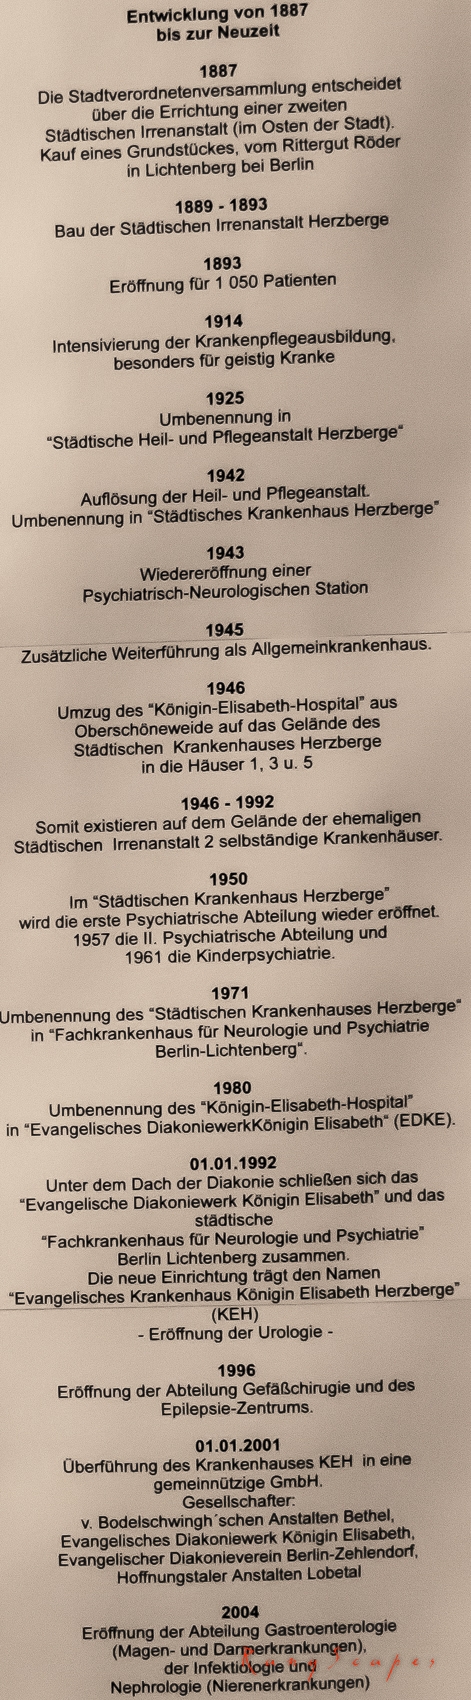 Entwicklung von 1887
bis zur Neuzeit
1887
Die Stadtverordnetenversammlung entscheidet
über die Errichtung einer zweiten
Städtischen Irrenanstalt (im Osten der Stadt).
Kauf eines Grundstückes, vom Rittergut Röder
in Lichtenberg bei Berlin
1889 - 1893
Bau der Städtischen Irrenanstalt Herzberge
1893
Eröffnung für 1 050 Patienten
1914
Intensivierung der Krankenpflegeausbildung,
besonders für geistig Kranke
1925
Umbenennung in
“Städtische Heil- und Pflegeanstalt Herzberge“
1942
Auflösung der Heil- und Pflegeanstalt.
Umbenennung in “Städtisches Krankenhaus Herzberge”
1943
Wiedereröffnung einer
Psychiatrisch-Neurologischen Station
1945
Zusätzliche Weiterführung als Allgemeinkrankenhaus.
1946
Umzug des “Königin-Elisabeth-Hospital” aus
Oberschöneweide auf das Gelände des
Städtischen Krankenhauses Herzberge
in die Häuser 1, 3 u. 5
1946 - 1992
Somit existieren auf dem Gelände der ehemaligen
Städtischen Irrenanstalt 2 selbständige Krankenhäuser.
1950
Im “Städtischen Krankenhaus Herzberge”
wird die erste Psychiatrische Abteilung wieder eröffnet.
1957 die II. Psychiatrische Abteilung und
1961 die Kinderpsychiatrie.
1971
Umbenennung des “Städtischen Krankenhauses Herzberge“
in “Fachkrankenhaus für Neurologie und Psychiatrie
Berlin-Lichtenberg“.
1980
Umbenennung des “Königin-Elisabeth-Hospital”
in “Evangelisches DiakoniewerkKönigin Elisabeth“ (EDKE).
01.01.1992
Unter dem Dach der Diakonie schließen sich das
“Evangelische Diakoniewerk Königin Elisabeth” und das
städtische
“Fachkrankenhaus für Neurologie und Psychiatrie”
Berlin Lichtenberg zusammen.
Die neue Einrichtung trägt den Namen
“Evangelisches Krankenhaus Königin Elisabeth Herzberge”
(KEH)
- Eröffnung der Urologie -
1996
Eröffnung der Abteilung Gefäßchirugie und des
Epilepsie-Zentrums.
01.01.2001
Überführung des Krankenhauses KEH in eine
gemeinnützige GmbH.
Gesellschafter:
v. Bodelschwingh´schen Anstalten Bethel,
Evangelisches Diakoniewerk Königin Elisabeth,
Evangelischer Diakonieverein Berlin-Zehlendorf,
Hoffnungstaler Anstalten Lobetal
2004
Eröffnung der Abteilung Gastroenterologie
(Magen- und Darmerkrankungen),
der Infektiologie und
Nephrologie (Nierenerkrankungen)